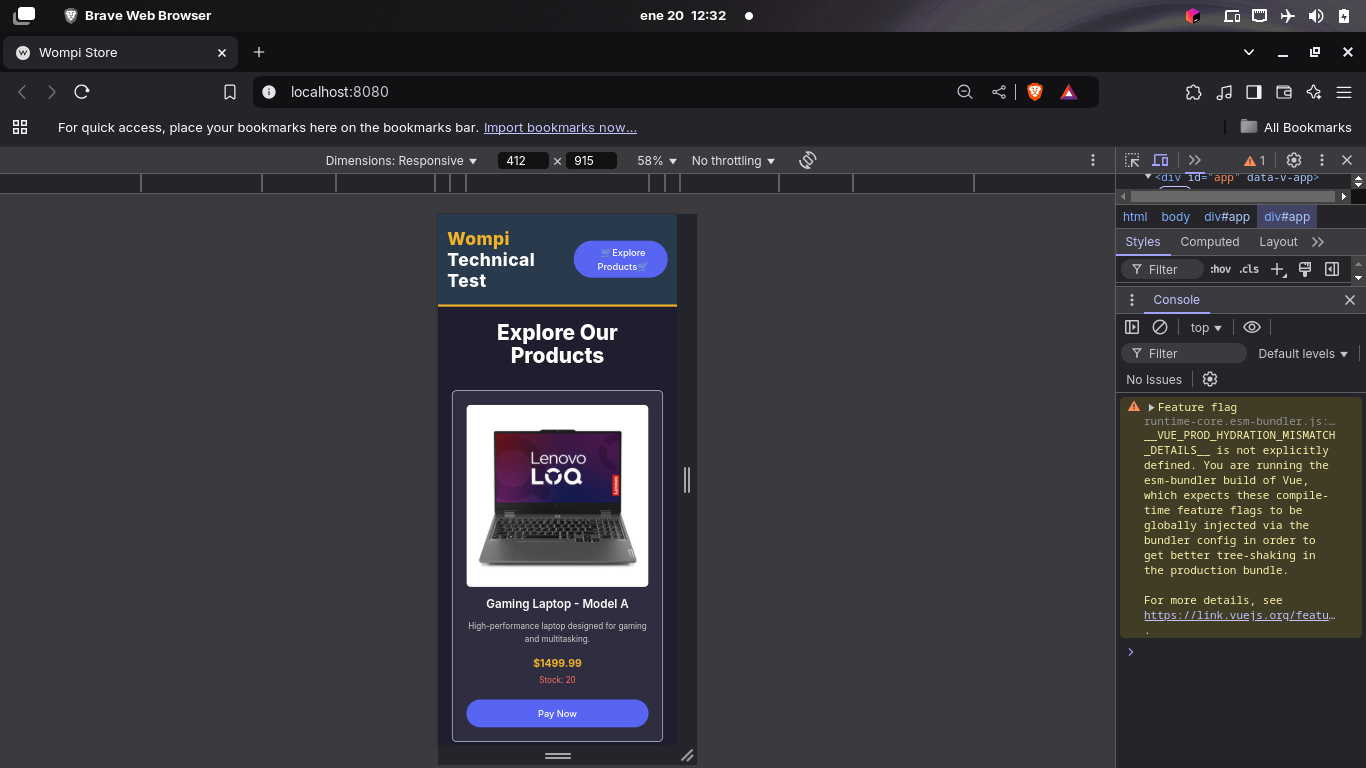 Brave Web Browser
ene 20 12:32
Wompi Store
localhost:8080
For quick access, place your bookmarks here on the bookmarks bar. Import bookmarks now...
All Bookmarks
Dimensions: Responsive 412 × 915 58% No throttling
Wompi
Technical
Test
🛒Explore
Products🛒
Explore Our
Products
Lenovo
LOQ
Lenovo
Gaming Laptop - Model A
High-performance laptop designed for gaming
and multitasking.
$1499.99
Stock: 20
Pay Now
1
<div id="app" data-v-app>
html body div#app div#app
Styles Computed Layout
Filter :hov .cls
Console
top
Filter Default levels
No Issues
Feature flag
runtime-core.esm-bundler.js:…
__VUE_PROD_HYDRATION_MISMATCH
_DETAILS__ is not explicitly
defined. You are running the
esm-bundler build of Vue,
which expects these compile-
time feature flags to be
globally injected via the
bundler config in order to
get better tree-shaking in
the production bundle.
For more details, see
https://link.vuejs.org/featu…
.